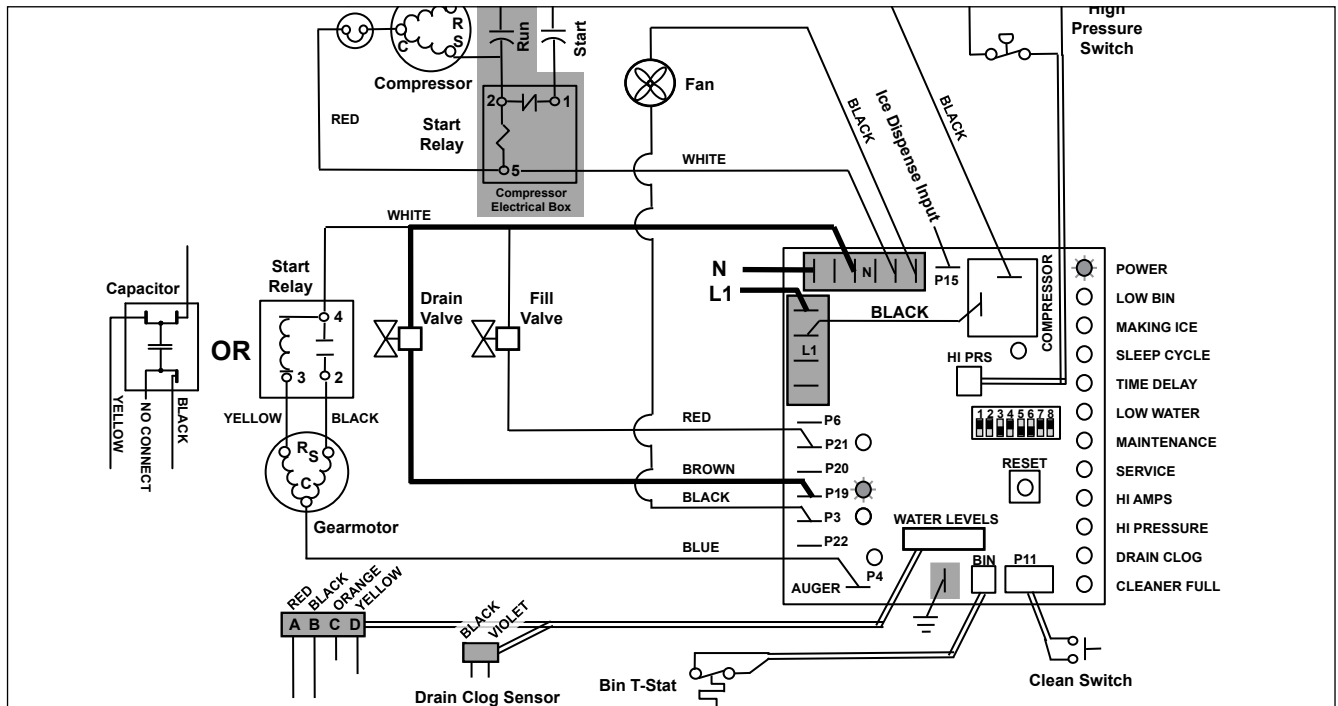 High
Pressure
Switch
R
S
C
Run
Start
Compressor
Fan
2
1
RED
Start
Relay
5
Compressor
Electrical Box
WHITE
BLACK
Ice Dispense Input
BLACK
WHITE
Capacitor
OR
Start
Relay
4
3
2
YELLOW
NO CONNECT
BLACK
YELLOW
BLACK
R
S
C
Gearmotor
Drain
Valve
Fill
Valve
N
L1
N
P15
COMPRESSOR
BLACK
L1
HI PRS
POWER
LOW BIN
MAKING ICE
SLEEP CYCLE
TIME DELAY
LOW WATER
MAINTENANCE
SERVICE
HI AMPS
HI PRESSURE
DRAIN CLOG
CLEANER FULL
1 2 3 4 5 6 7 8
RESET
RED
BROWN
BLACK
BLUE
P6
P21
P20
P19
P3
P22
P4
AUGER
WATER LEVELS
BIN
P11
RED
BLACK
ORANGE
YELLOW
A B C D
BLACK
VIOLET
Drain Clog Sensor
Bin T-Stat
Clean Switch